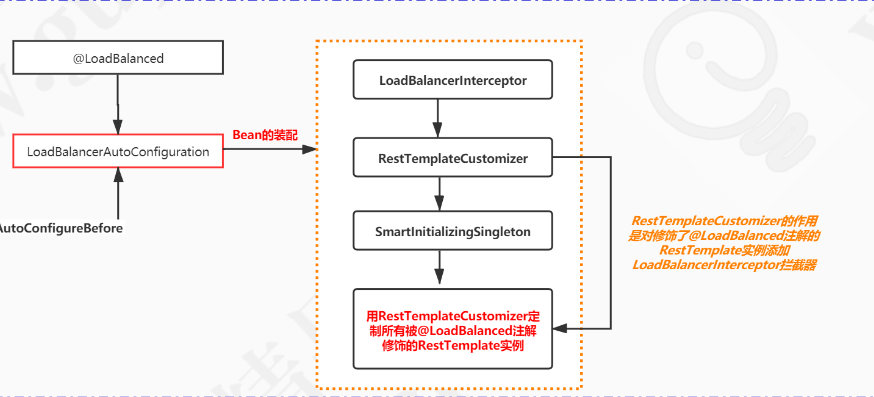 @LoadBalanced
LoadBalancerInterceptor
Bean的装配
LoadBalancerAutoConfiguration
RestTemplateCustomizer
AutoConfigureBefore
SmartInitializingSingleton
RestTemplateCustomizer的作用
是对修饰了@LoadBalanced注解的
RestTemplate实例添加
LoadBalancerInterceptor拦截器
用RestTemplateCustomizer定
制所有被@LoadBalanced注解
修饰的RestTemplate实例